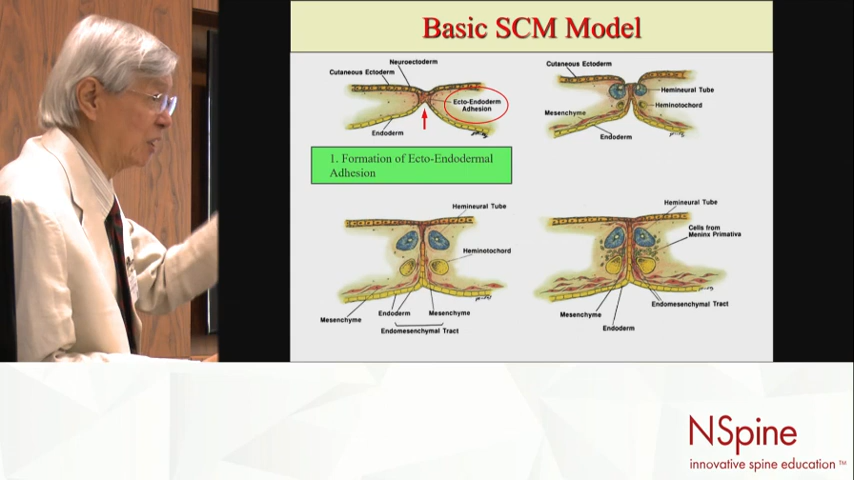 Basic SCM Model
Neuroectoderm
Cutaneous Ectoderm
Ecto-Endoderm
Adhesion
Endoderm
Cutaneous Ectoderm
Hemineural Tube
Heminotochord
Mesenchyme
Endoderm
1. Formation of Ecto-Endodermal
Adhesion
Hemineural Tube
Heminotochord
Mesenchyme
Endoderm
Mesenchyme
Endomesenchymal Tract
Hemineural Tube
Cells from
Meninx Primativa
Endomesenchymal Tract
Mesenchyme
Endoderm
NSpine
innovative spine education TM